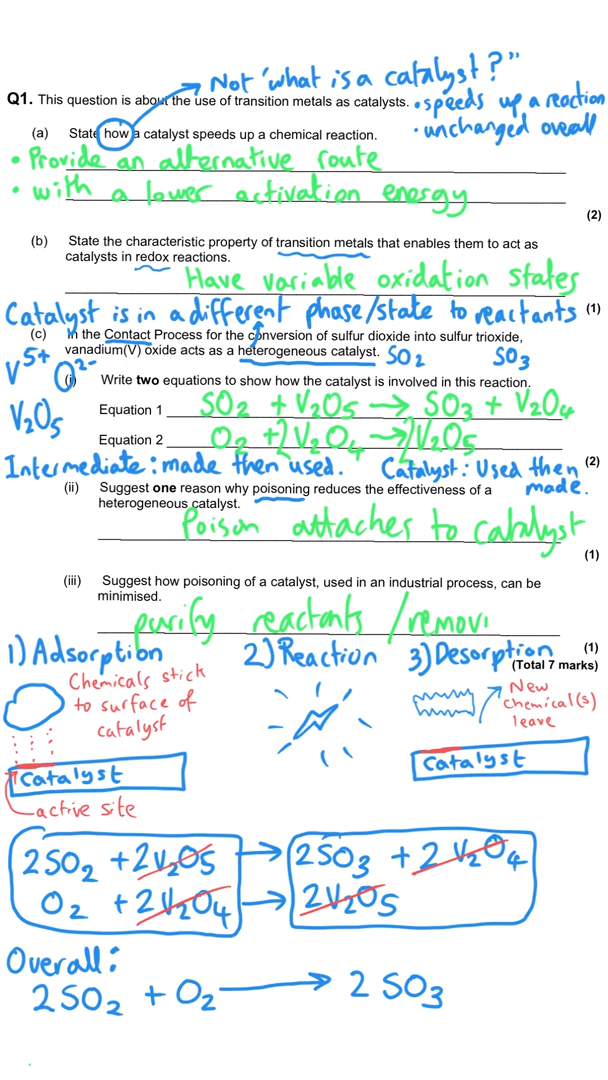 Not 'what is a catalyst?"
Q1. This question is about the use of transition metals as catalysts.
• speeds up a reaction
• unchanged overall
(a) State how a catalyst speeds up a chemical reaction.
• Provide an alternative route
• with a lower activation energy
(2)
(b) State the characteristic property of transition metals that enables them to act as
catalysts in redox reactions.
Have variable oxidation states
(1)
Catalyst is in a different phase/state to reactants
(c) In the Contact Process for the conversion of sulfur dioxide into sulfur trioxide,
vanadium(V) oxide acts as a heterogeneous catalyst. SO₂ SO₃
V⁵⁺ O²⁻
(i) Write two equations to show how the catalyst is involved in this reaction.
V₂O₅
Equation 1 SO₂ + V₂O₅ → SO₃ + V₂O₄
Equation 2 O₂ + 2V₂O₄ → 2V₂O₅
(2)
Intermediate: made then used. Catalyst: Used then
made.
(ii) Suggest one reason why poisoning reduces the effectiveness of a
heterogeneous catalyst.
Poison attaches to catalyst
(1)
(iii) Suggest how poisoning of a catalyst, used in an industrial process, can be
minimised.
purify reactants / removi
(1)
(Total 7 marks)
1) Adsorption 2) Reaction 3) Desorption
Chemicals stick
to surface of
catalyst
New
chemical(s)
leave
Catalyst
Catalyst
active site
2SO₂ + 2V₂O₅ → 2SO₃ + 2V₂O₄
O₂ + 2V₂O₄ → 2V₂O₅
Overall:
2SO₂ + O₂ → 2SO₃